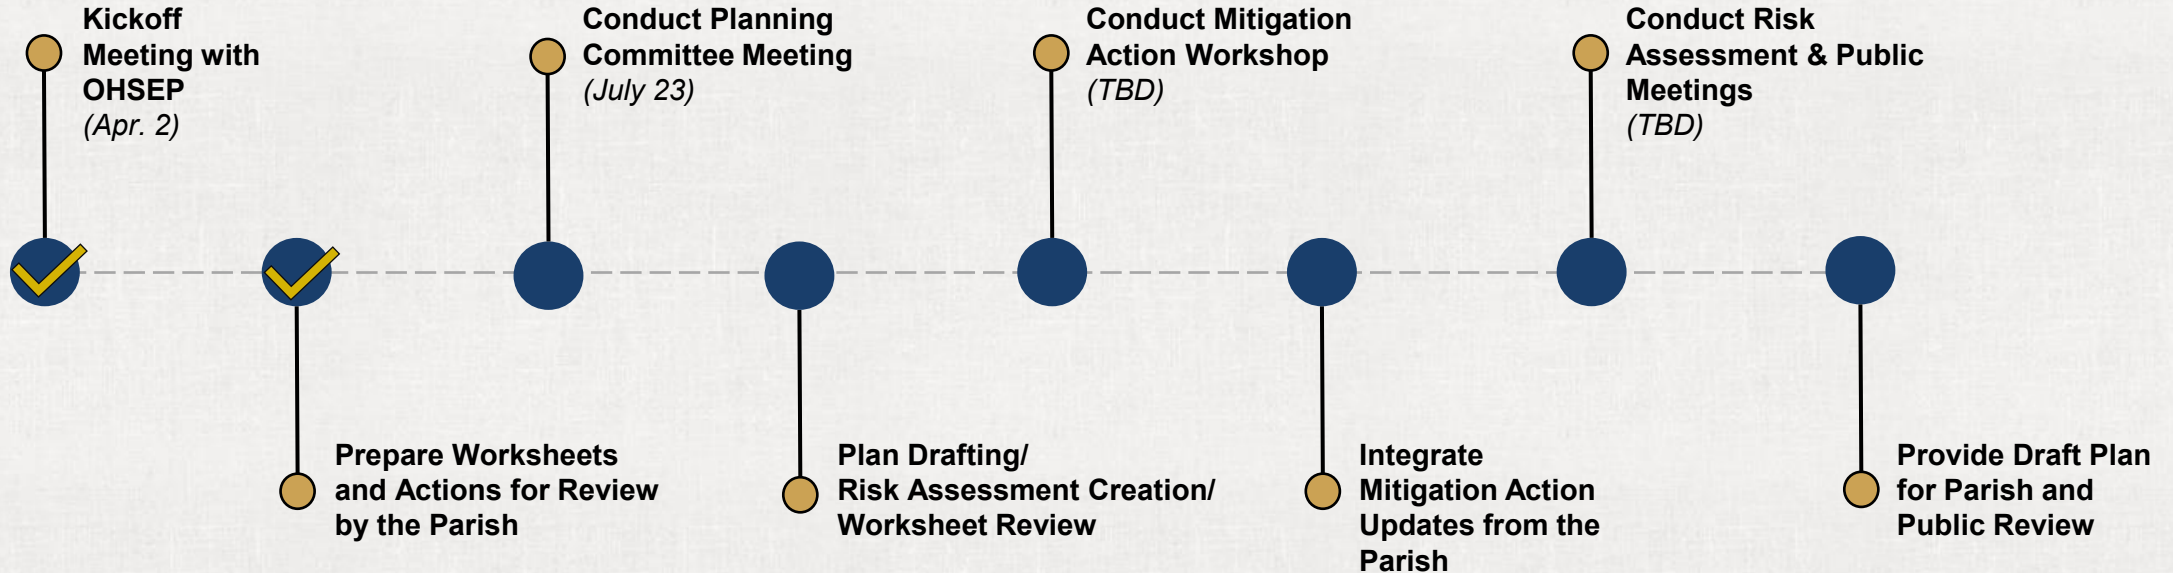 Kickoff
Meeting with
OHSEP
(Apr. 2)
Prepare Worksheets
and Actions for Review
by the Parish
Conduct Planning
Committee Meeting
(July 23)
Plan Drafting/
Risk Assessment Creation/
Worksheet Review
Conduct Mitigation
Action Workshop
(TBD)
Integrate
Mitigation Action
Updates from the
Parish
Conduct Risk
Assessment & Public
Meetings
(TBD)
Provide Draft Plan
for Parish and
Public Review